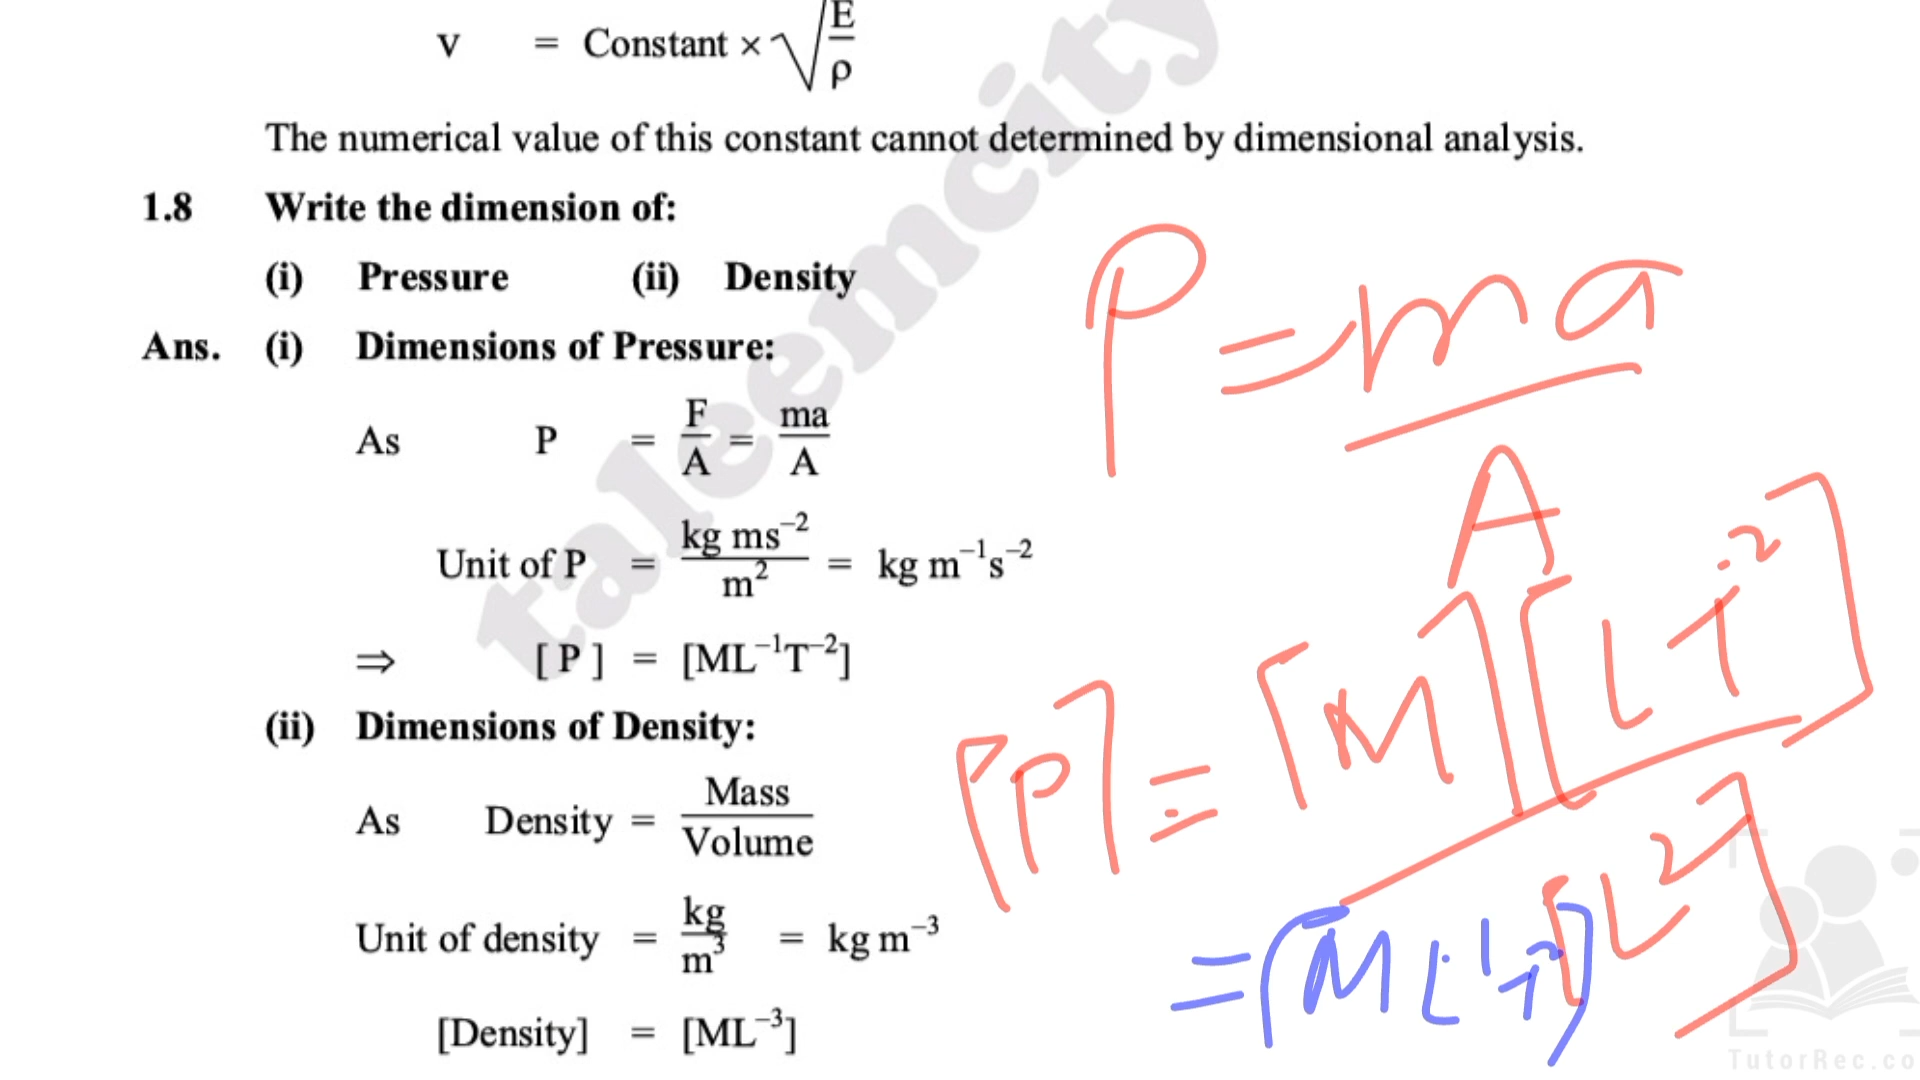 v = Constant × √(E/ρ)
The numerical value of this constant cannot determined by dimensional analysis.
1.8 Write the dimension of:
(i) Pressure (ii) Density
Ans. (i) Dimensions of Pressure:
As P = F/A = ma/A
Unit of P = kg ms⁻²/m² = kg m⁻¹s⁻²
⇒ [P] = [ML⁻¹T⁻²]
(ii) Dimensions of Density:
As Density = Mass/Volume
Unit of density = kg/m³ = kg m⁻³
[Density] = [ML⁻³]
P = ma/A
[P] = [M][LT⁻²]/[L²]
= [ML⁻¹T⁻²]
taleemcity
TutorRec.co